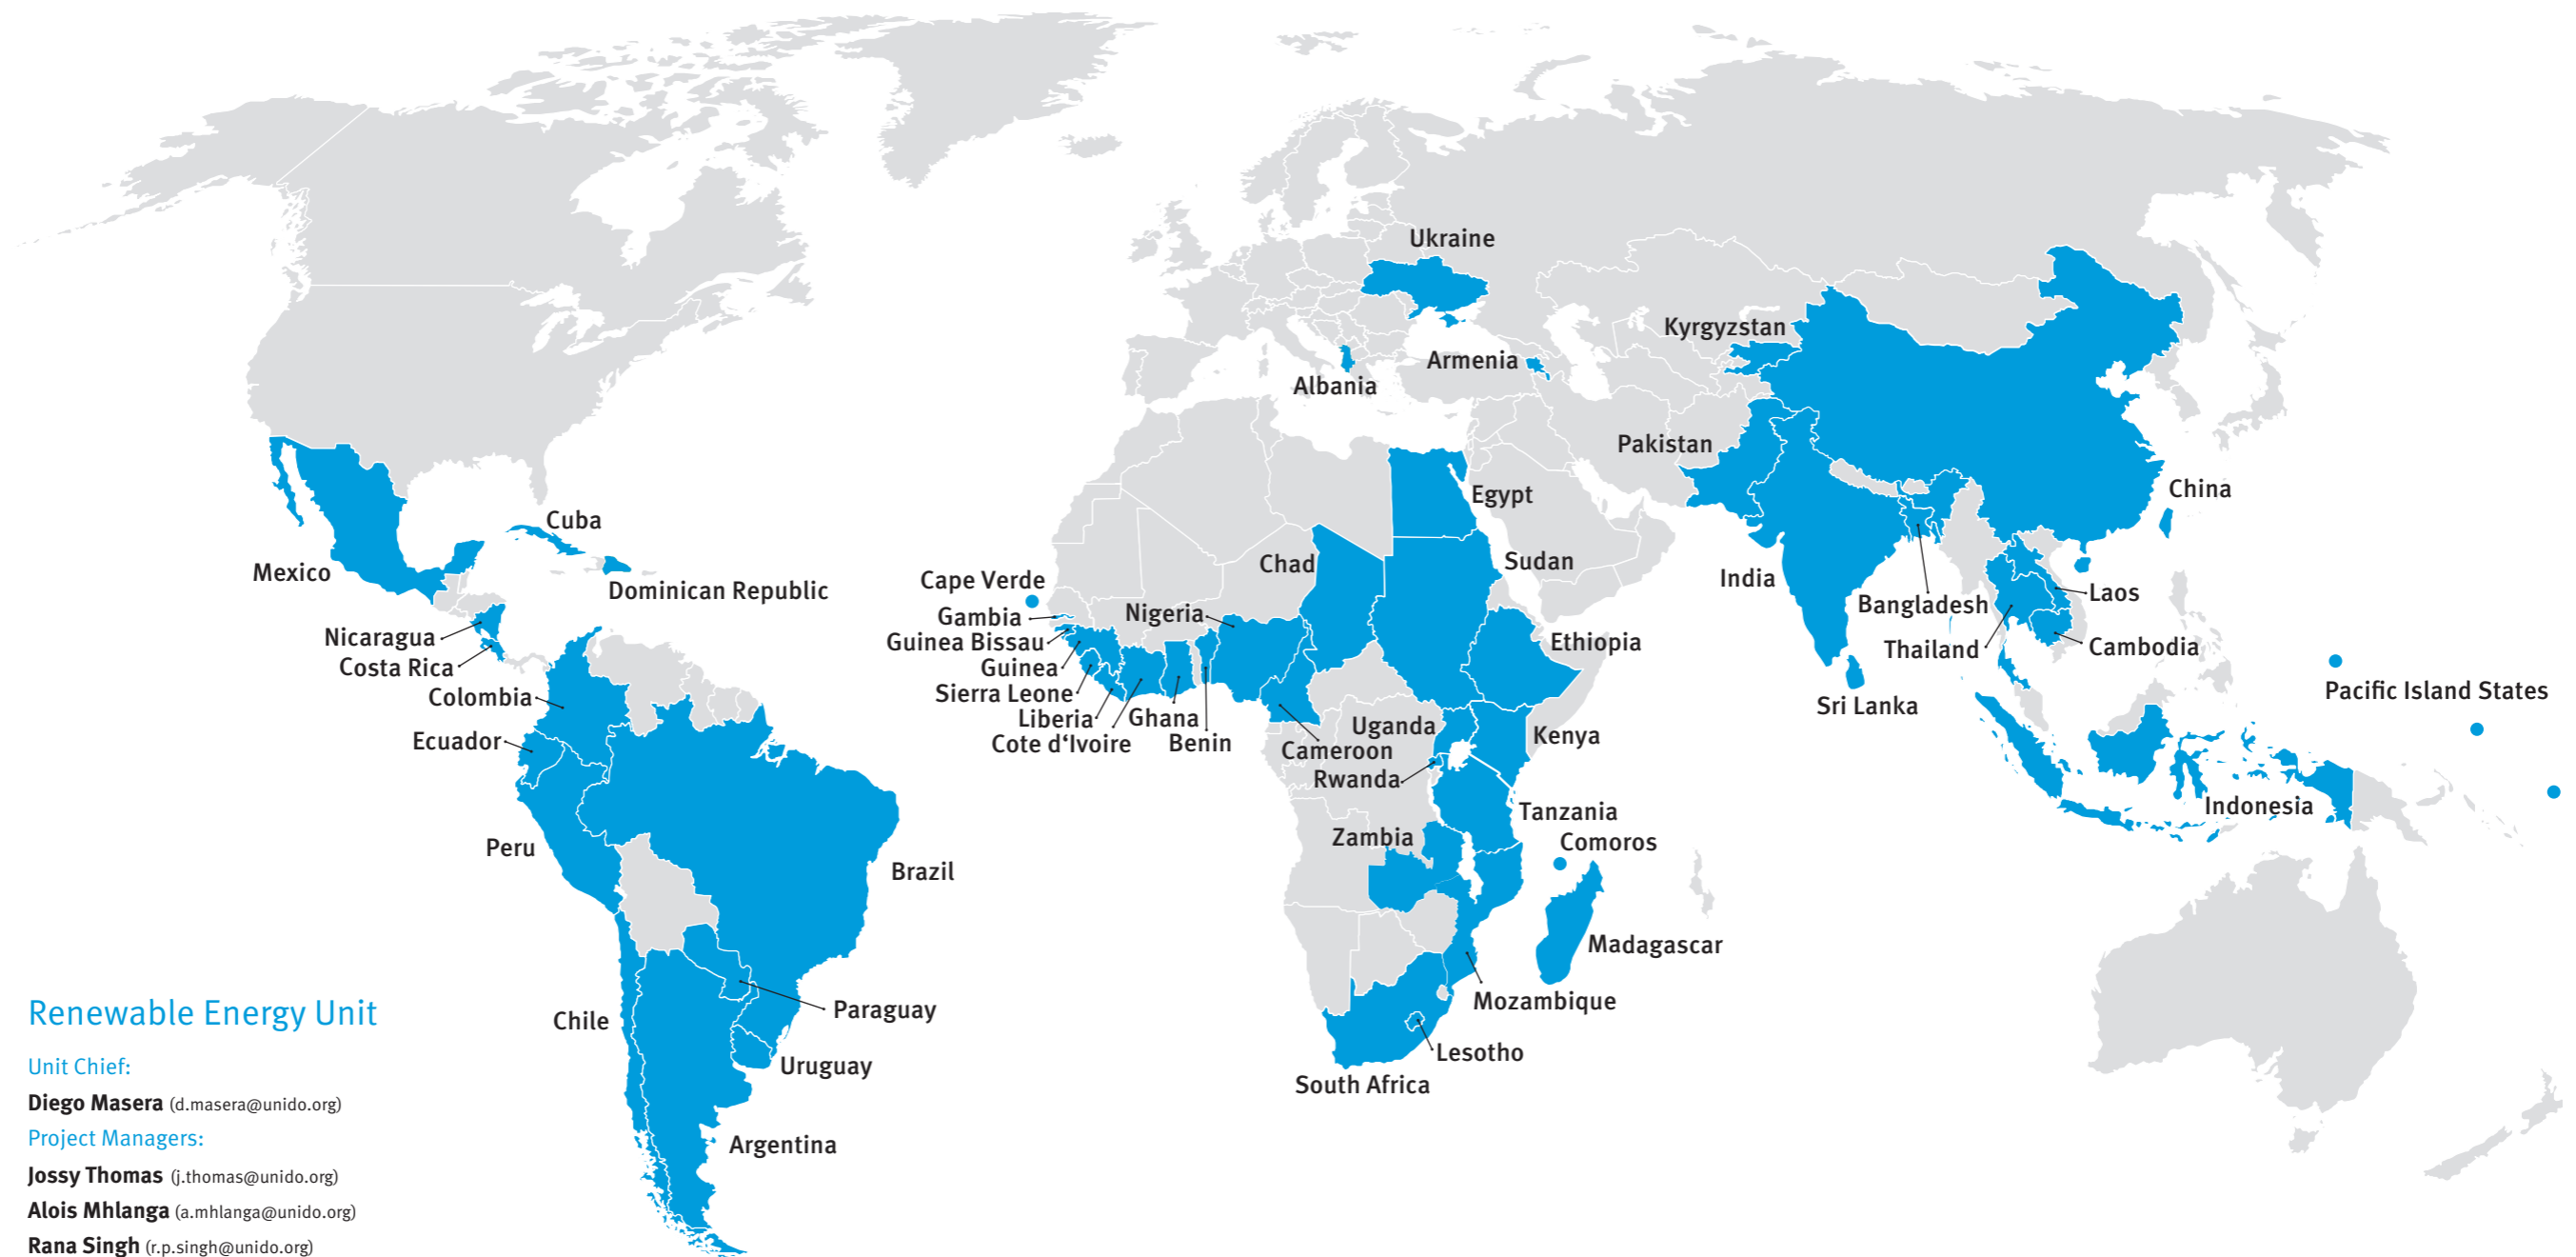 Ukraine
Kyrgyzstan
Armenia
Albania
Pakistan
China
Egypt
Cuba
Sudan
Chad
Mexico
Cape Verde
India
Dominican Republic
Laos
Bangladesh
Gambia
Nigeria
Nicaragua
Guinea Bissau
Ethiopia
Cambodia
Thailand
Costa Rica
Guinea
Sierra Leone
Pacific Island States
Colombia
Sri Lanka
Liberia
Ghana
Uganda
Kenya
Ecuador
Cote d‘Ivoire
Benin
Cameroon
Rwanda
Indonesia
Tanzania
Zambia
Comoros
Peru
Brazil
Madagascar
Mozambique
Paraguay
Chile
Lesotho
Uruguay
South Africa
Argentina
Renewable Energy Unit
Unit Chief:
Diego Masera (d.masera@unido.org)
Project Managers:
Jossy Thomas (j.thomas@unido.org)
Alois Mhlanga (a.mhlanga@unido.org)
Rana Singh (r.p.singh@unido.org)